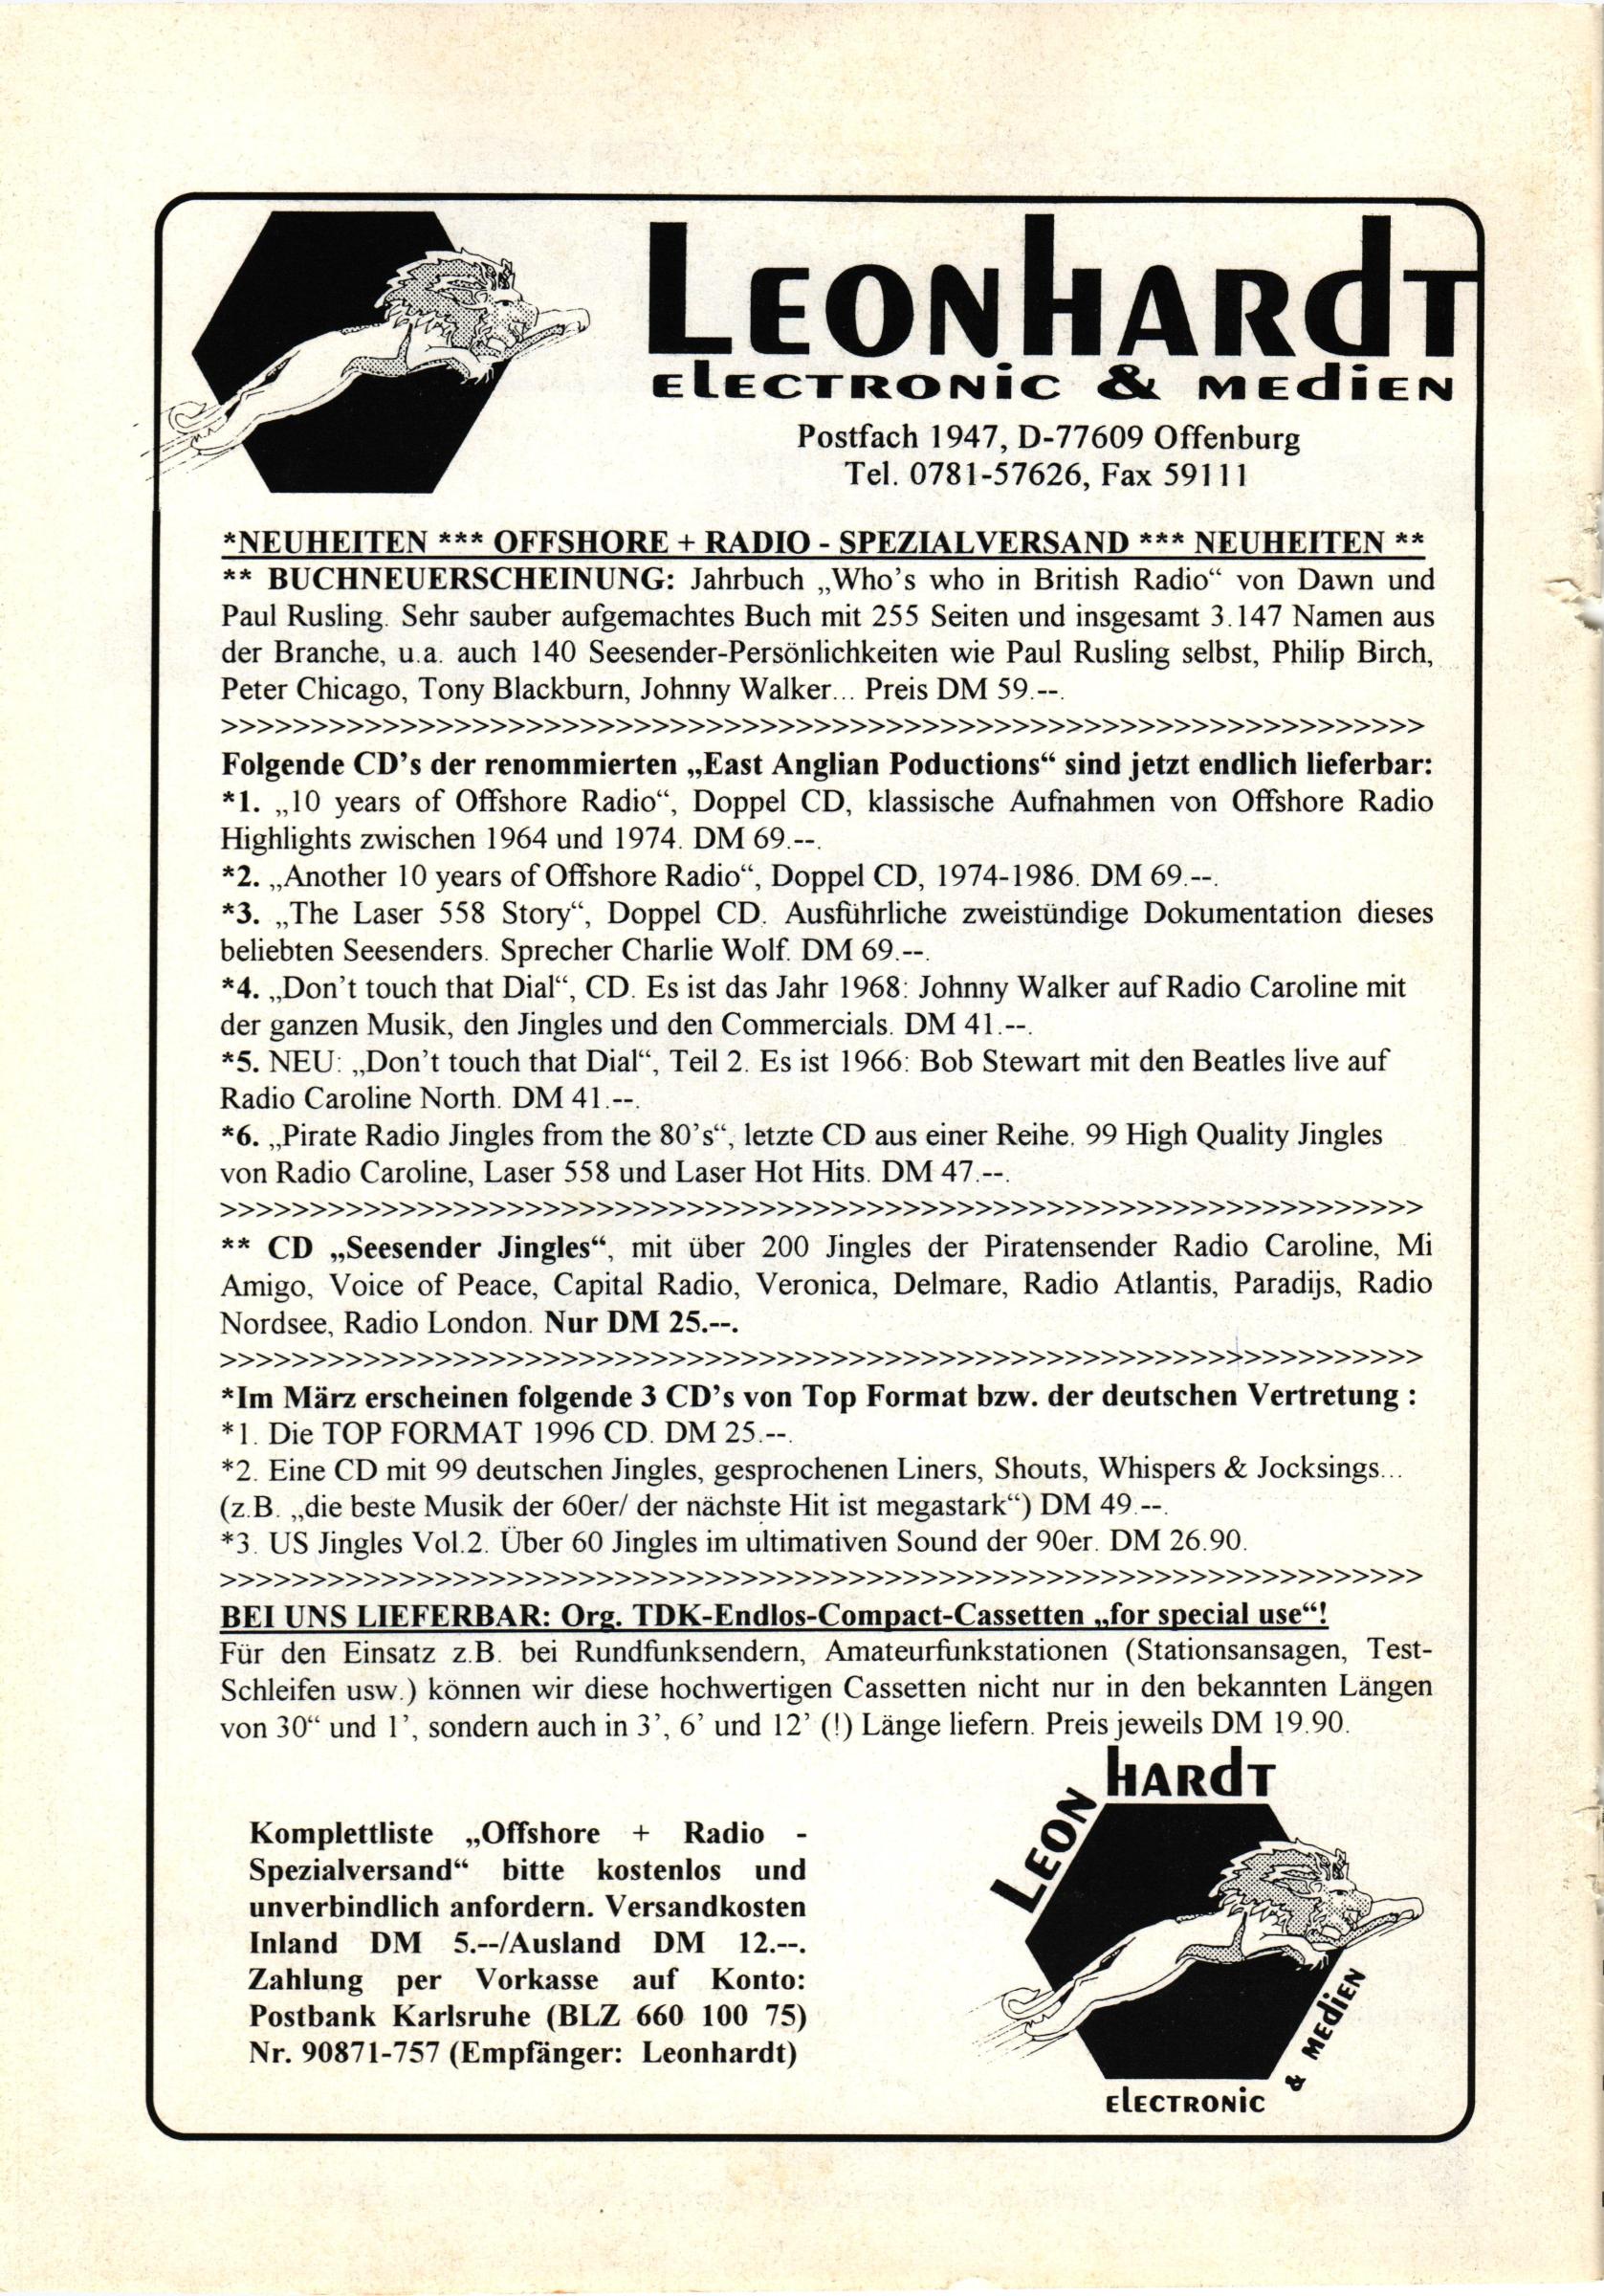 LEONHARDT
ELECTRONIC & MEDIEN
Postfach 1947, D-77609 Offenburg
Tel. 0781-57626, Fax 59111
*NEUHEITEN *** OFFSHORE + RADIO - SPEZIALVERSAND *** NEUHEITEN **
** BUCHNEUERSCHEINUNG: Jahrbuch „Who's who in British Radio“ von Dawn und
Paul Rusling. Sehr sauber aufgemachtes Buch mit 255 Seiten und insgesamt 3.147 Namen aus
der Branche, u.a. auch 140 Seesender-Persönlichkeiten wie Paul Rusling selbst, Philip Birch,
Peter Chicago, Tony Blackburn, Johnny Walker... Preis DM 59.--.
>>>>>>>>>>>>>>>>>>>>>>>>>>>>>>>>>>>>>>>>>>>>>>>>>>>>>>>>>>>>>>>>>>>
Folgende CD's der renommierten „East Anglian Poductions“ sind jetzt endlich lieferbar:
*1. „10 years of Offshore Radio“, Doppel CD, klassische Aufnahmen von Offshore Radio
Highlights zwischen 1964 und 1974. DM 69.--.
*2. „Another 10 years of Offshore Radio“, Doppel CD, 1974-1986. DM 69.--.
*3. „The Laser 558 Story“, Doppel CD. Ausführliche zweistündige Dokumentation dieses
beliebten Seesenders. Sprecher Charlie Wolf. DM 69.--.
*4. „Don't touch that Dial“, CD. Es ist das Jahr 1968: Johnny Walker auf Radio Caroline mit
der ganzen Musik, den Jingles und den Commercials. DM 41.--.
*5. NEU: „Don't touch that Dial“, Teil 2. Es ist 1966: Bob Stewart mit den Beatles live auf
Radio Caroline North. DM 41.--.
*6. „Pirate Radio Jingles from the 80's“, letzte CD aus einer Reihe. 99 High Quality Jingles
von Radio Caroline, Laser 558 und Laser Hot Hits. DM 47.--.
>>>>>>>>>>>>>>>>>>>>>>>>>>>>>>>>>>>>>>>>>>>>>>>>>>>>>>>>>>>>>>>>>>>
** CD „Seesender Jingles“, mit über 200 Jingles der Piratensender Radio Caroline, Mi
Amigo, Voice of Peace, Capital Radio, Veronica, Delmare, Radio Atlantis, Paradijs, Radio
Nordsee, Radio London. Nur DM 25.--.
>>>>>>>>>>>>>>>>>>>>>>>>>>>>>>>>>>>>>>>>>>>>>>>>>>>>>>>>>>>>>>>>>>>
*Im März erscheinen folgende 3 CD's von Top Format bzw. der deutschen Vertretung :
*1. Die TOP FORMAT 1996 CD. DM 25.--.
*2. Eine CD mit 99 deutschen Jingles, gesprochenen Liners, Shouts, Whispers & Jocksings...
(z.B. „die beste Musik der 60er/ der nächste Hit ist megastark“) DM 49.--.
*3. US Jingles Vol.2. Über 60 Jingles im ultimativen Sound der 90er. DM 26.90.
>>>>>>>>>>>>>>>>>>>>>>>>>>>>>>>>>>>>>>>>>>>>>>>>>>>>>>>>>>>>>>>>>>>
BEI UNS LIEFERBAR: Org. TDK-Endlos-Compact-Cassetten „for special use“!
Für den Einsatz z.B. bei Rundfunksendern, Amateurfunkstationen (Stationsansagen, Test-
Schleifen usw.) können wir diese hochwertigen Cassetten nicht nur in den bekannten Längen
von 30“ und 1', sondern auch in 3', 6' und 12' (!) Länge liefern. Preis jeweils DM 19.90.
Komplettliste „Offshore + Radio -
Spezialversand“ bitte kostenlos und
unverbindlich anfordern. Versandkosten
Inland DM 5.--/Ausland DM 12.--.
Zahlung per Vorkasse auf Konto:
Postbank Karlsruhe (BLZ 660 100 75)
Nr. 90871-757 (Empfänger: Leonhardt)
LEONHARDT
ELECTRONIC
& MEDIEN